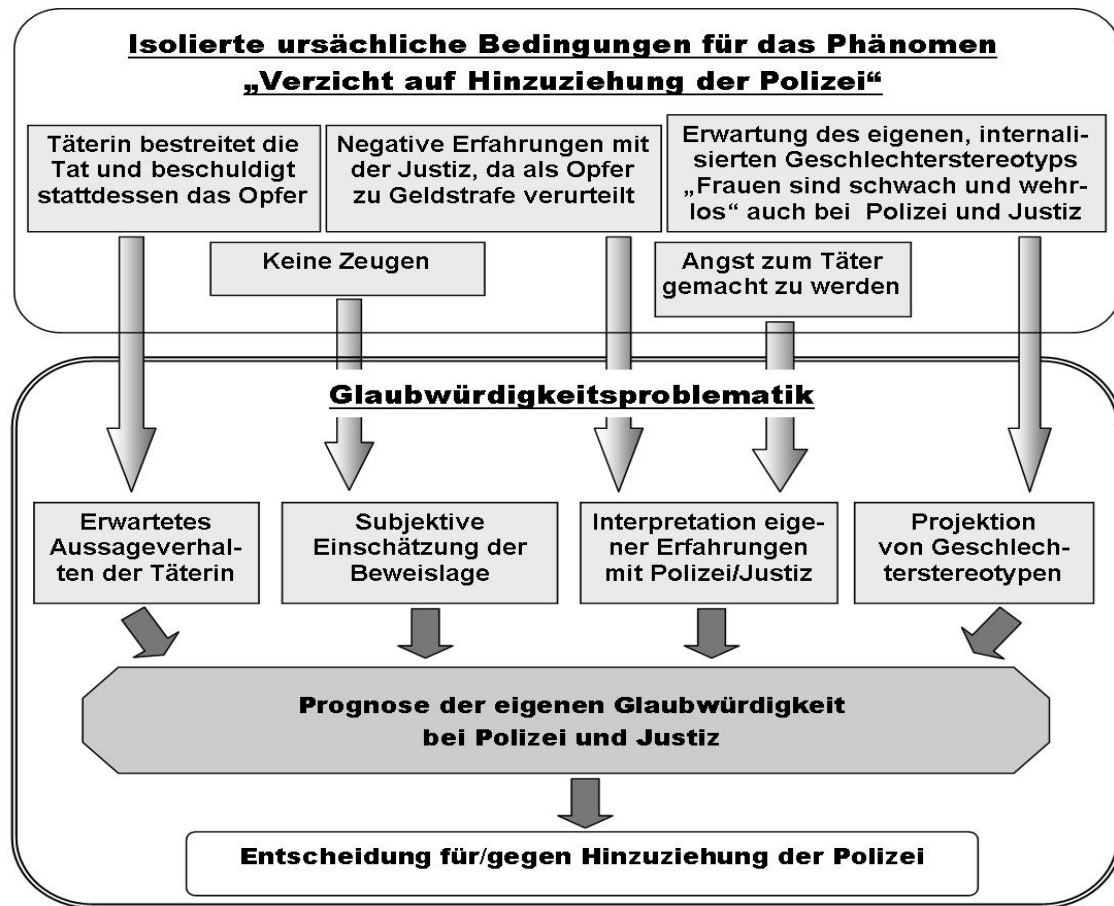 Isolierte ursächliche Bedingungen für das Phänomen
„Verzicht auf Hinzuziehung der Polizei“
Täterin bestreitet die
Tat und beschuldigt
stattdessen das Opfer
Negative Erfahrungen mit
der Justiz, da als Opfer
zu Geldstrafe verurteilt
Erwartung des eigenen, internali-
sierten Geschlechterstereotyps
„Frauen sind schwach und wehr-
los“ auch bei Polizei und Justiz
Keine Zeugen
Angst zum Täter
gemacht zu werden
Glaubwürdigkeitsproblematik
Erwartetes
Aussageverhal-
ten der Täterin
Subjektive
Einschätzung der
Beweislage
Interpretation eige-
ner Erfahrungen
mit Polizei/Justiz
Projektion
von Geschlech-
terstereotypen
Prognose der eigenen Glaubwürdigkeit
bei Polizei und Justiz
Entscheidung für/gegen Hinzuziehung der Polizei